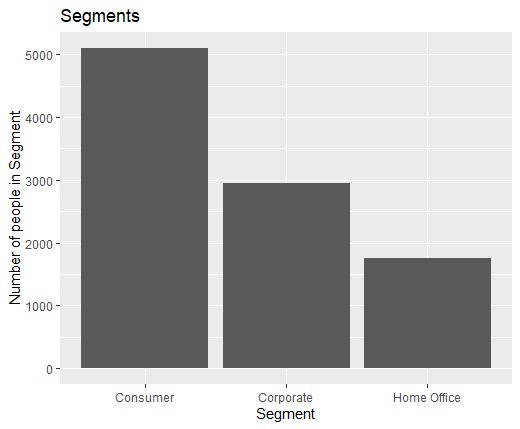 Segments
Number of people in Segment
5000
4000
3000
2000
1000
0
Consumer Corporate Home Office
Segment